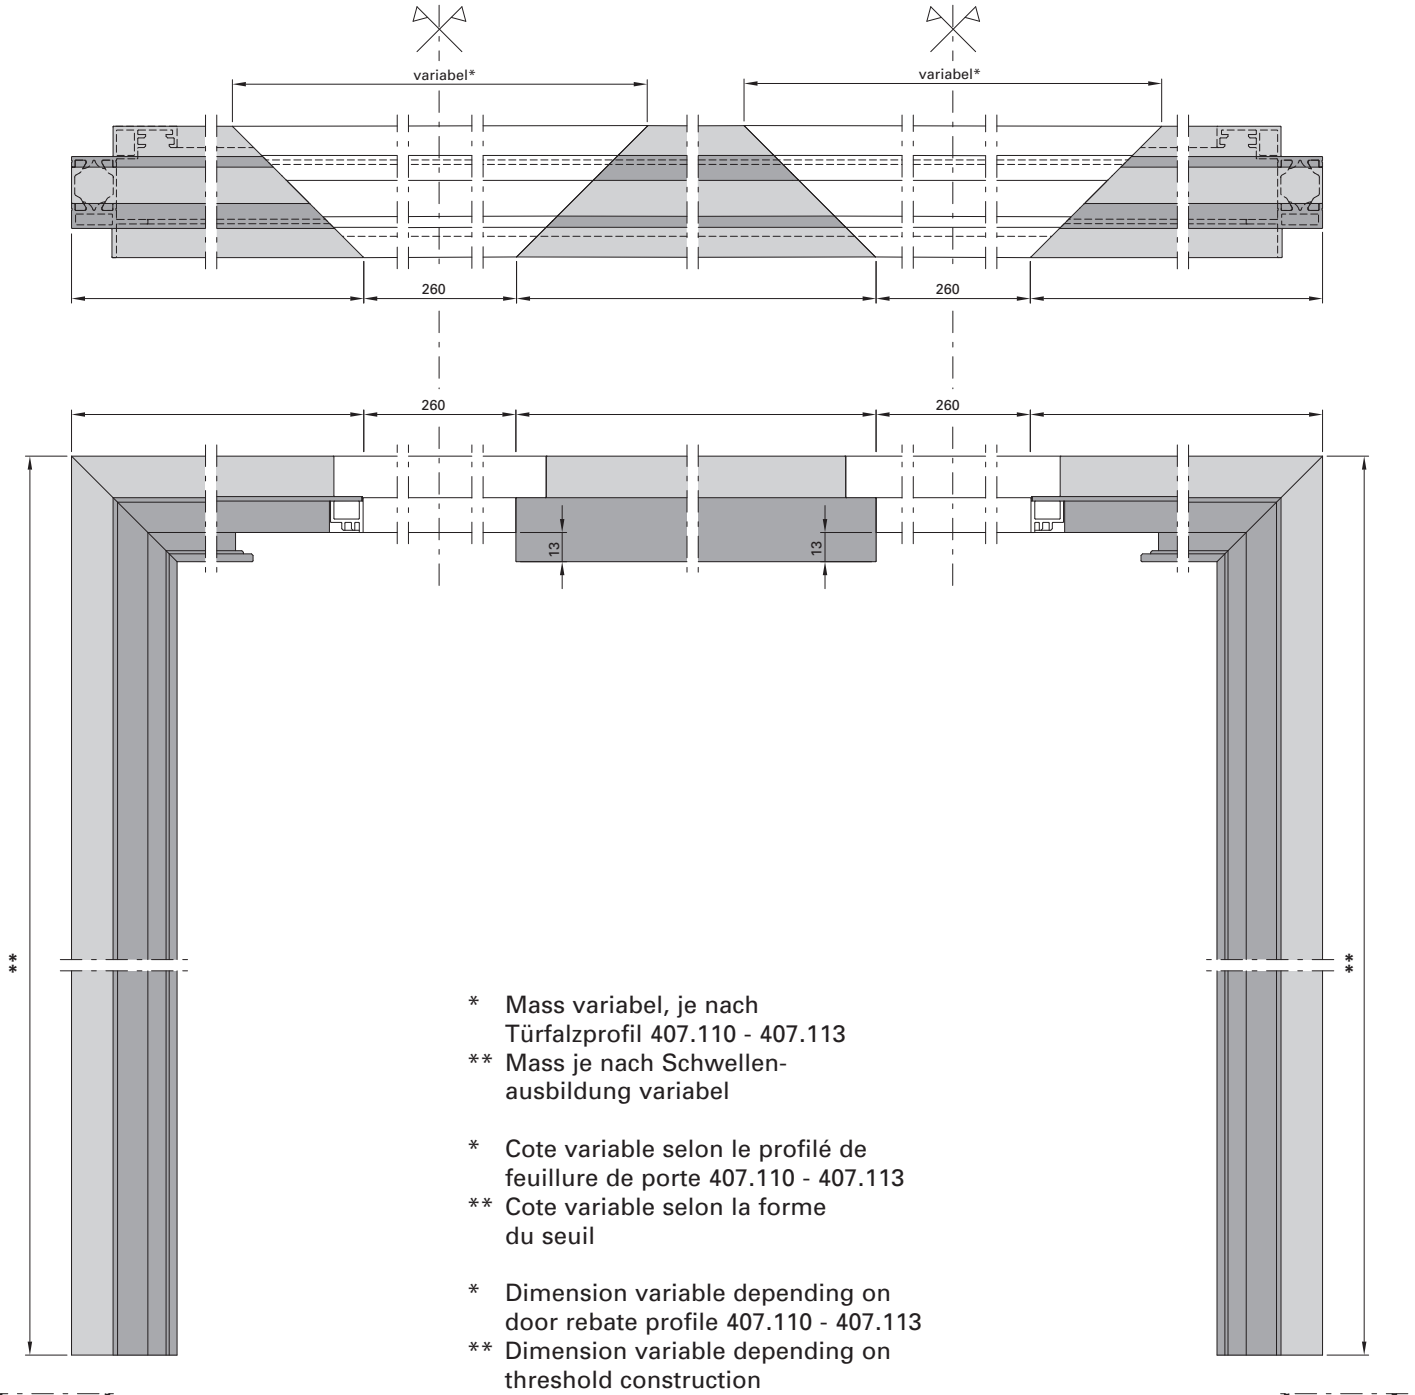 variabel*
variabel*
260
260
260
260
13
13
**
**
* Mass variabel, je nach
Türfalzprofil 407.110 - 407.113
** Mass je nach Schwellen-
ausbildung variabel
* Cote variable selon le profilé de
feuillure de porte 407.110 - 407.113
** Cote variable selon la forme
du seuil
* Dimension variable depending on
door rebate profile 407.110 - 407.113
** Dimension variable depending on
threshold construction